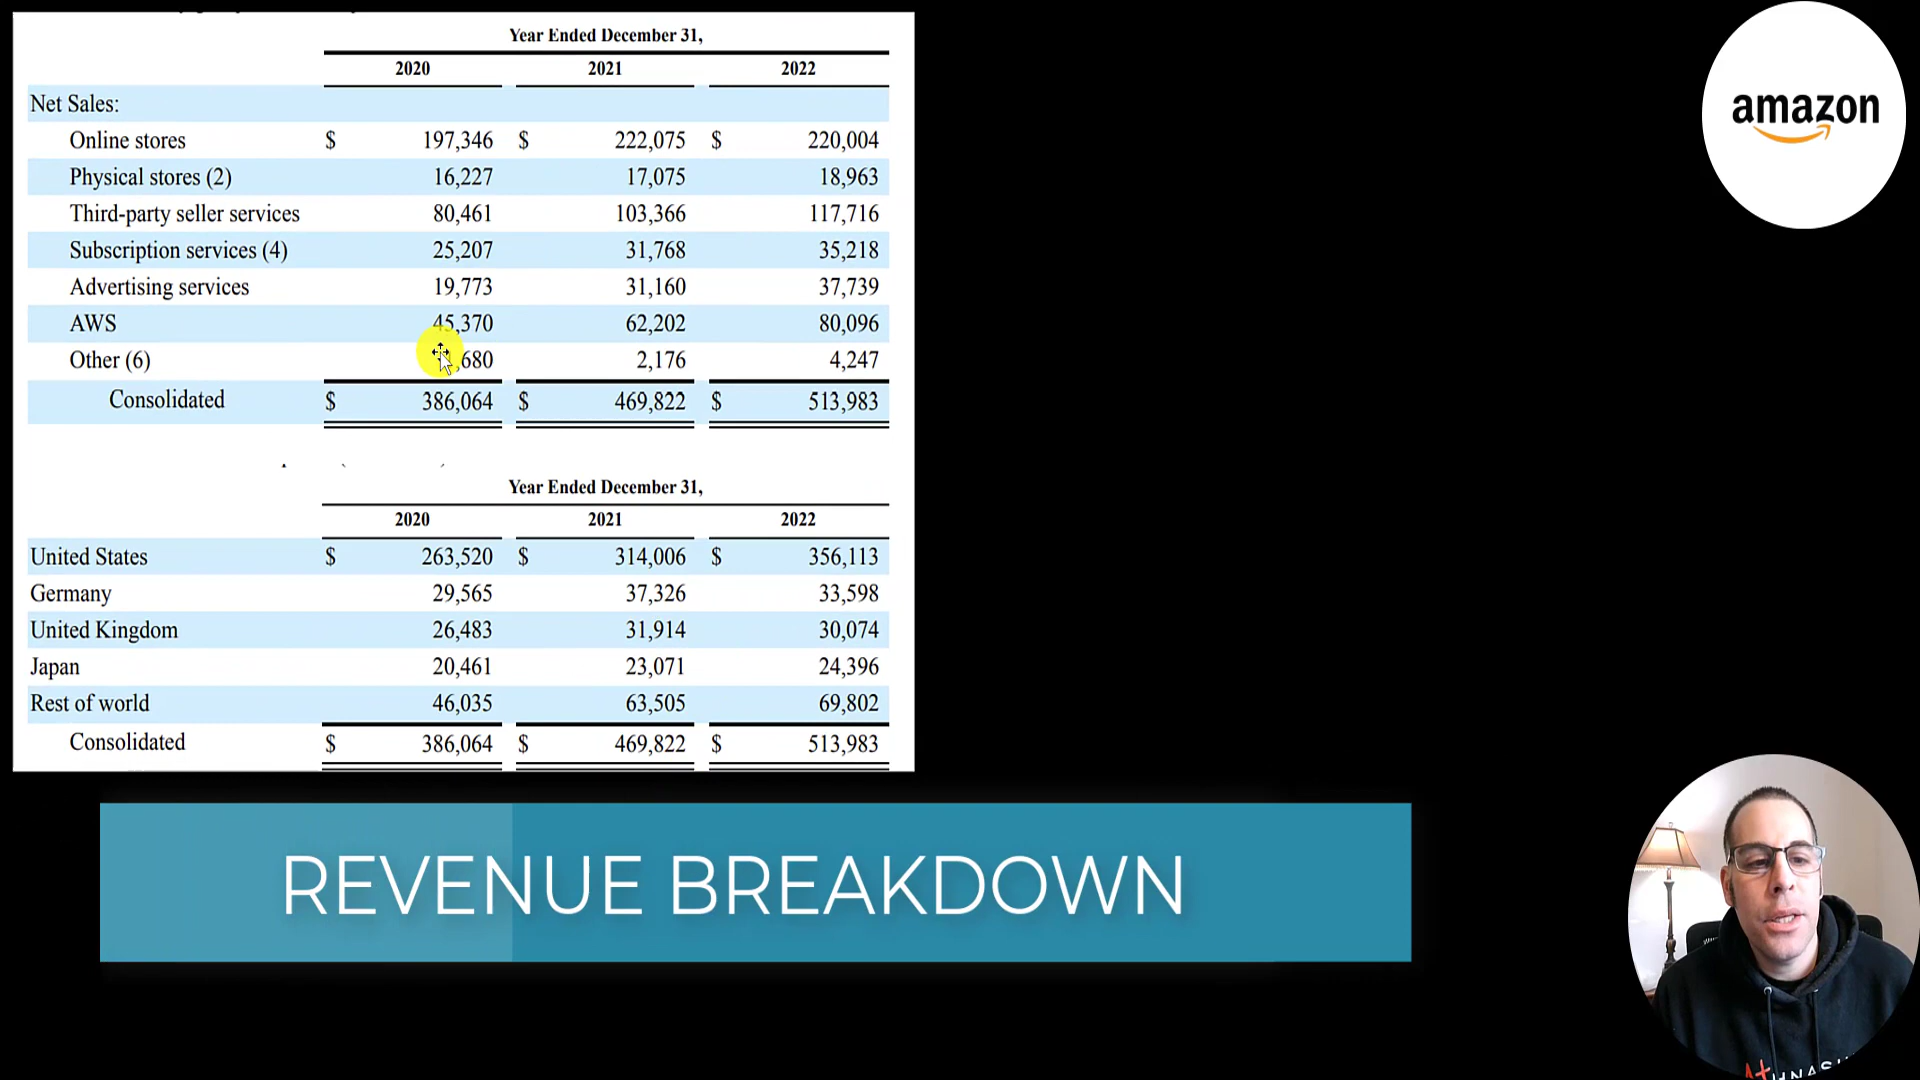 Year Ended December 31,
2020 2021 2022
Net Sales:
Online stores $ 197,346 $ 222,075 $ 220,004
Physical stores (2) 16,227 17,075 18,963
Third-party seller services 80,461 103,366 117,716
Subscription services (4) 25,207 31,768 35,218
Advertising services 19,773 31,160 37,739
AWS 45,370 62,202 80,096
Other (6) ,680 2,176 4,247
Consolidated $ 386,064 $ 469,822 $ 513,983
Year Ended December 31,
2020 2021 2022
United States $ 263,520 $ 314,006 $ 356,113
Germany 29,565 37,326 33,598
United Kingdom 26,483 31,914 30,074
Japan 20,461 23,071 24,396
Rest of world 46,035 63,505 69,802
Consolidated $ 386,064 $ 469,822 $ 513,983
REVENUE BREAKDOWN
amazon